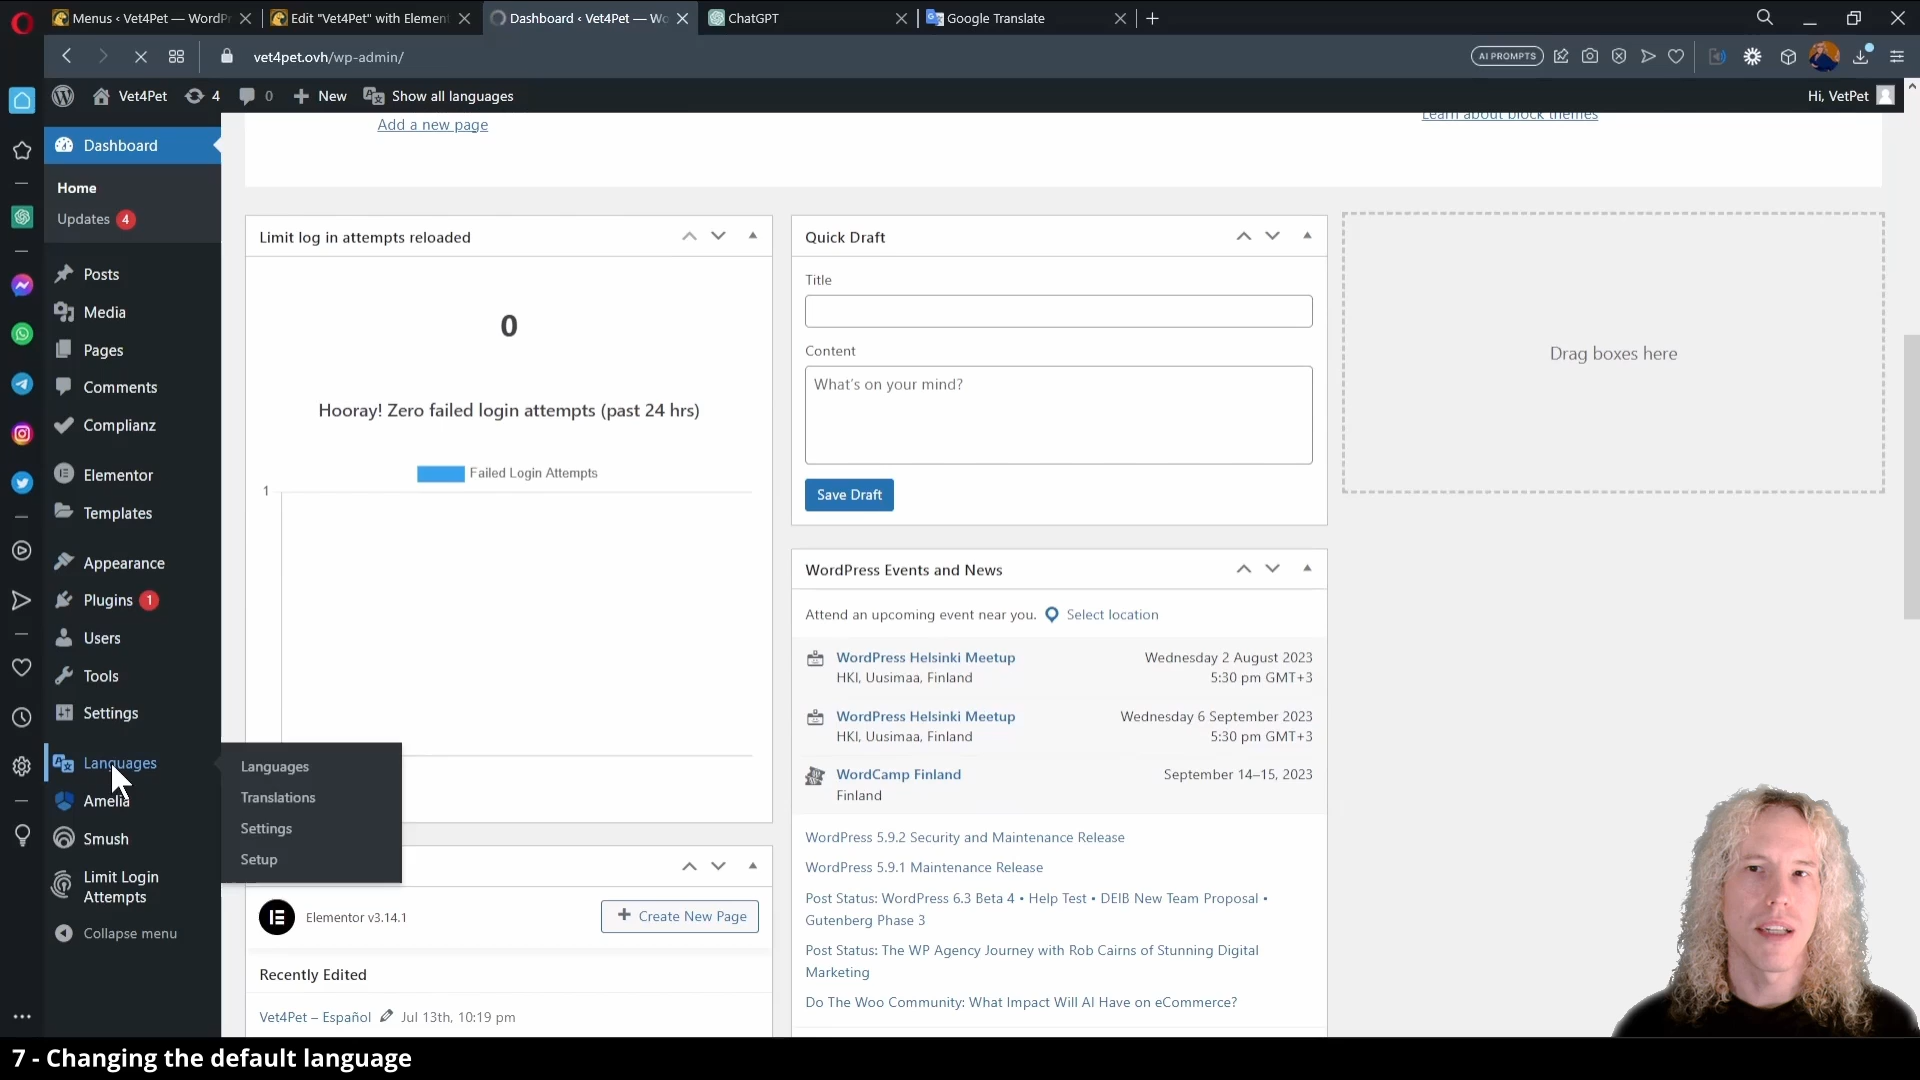 Menus ‹ Vet4Pet — WordPr
Edit "Vet4Pet" with Elemen
Dashboard ‹ Vet4Pet — Wo
ChatGPT
Google Translate
vet4pet.ovh/wp-admin/
AI PROMPTS
Vet4Pet
4
0
New
Show all languages
Hi, VetPet
Dashboard
Home
Updates 4
Posts
Media
Pages
Comments
Complianz
Elementor
Templates
Appearance
Plugins 1
Users
Tools
Settings
Languages
Amelia
Smush
Limit Login
Attempts
Collapse menu
Languages
Translations
Settings
Setup
Add a new page
Learn about block themes
Limit log in attempts reloaded
0
Hooray! Zero failed login attempts (past 24 hrs)
Failed Login Attempts
1
Elementor v3.14.1
Create New Page
Recently Edited
Vet4Pet – Español Jul 13th, 10:19 pm
Quick Draft
Title
Content
What's on your mind?
Save Draft
WordPress Events and News
Attend an upcoming event near you. Select location
WordPress Helsinki Meetup Wednesday 2 August 2023
HKI, Uusimaa, Finland 5:30 pm GMT+3
WordPress Helsinki Meetup Wednesday 6 September 2023
HKI, Uusimaa, Finland 5:30 pm GMT+3
WordCamp Finland September 14–15, 2023
Finland
WordPress 5.9.2 Security and Maintenance Release
WordPress 5.9.1 Maintenance Release
Post Status: WordPress 6.3 Beta 4 • Help Test • DEIB New Team Proposal •
Gutenberg Phase 3
Post Status: The WP Agency Journey with Rob Cairns of Stunning Digital
Marketing
Do The Woo Community: What Impact Will AI Have on eCommerce?
Drag boxes here
7 - Changing the default language